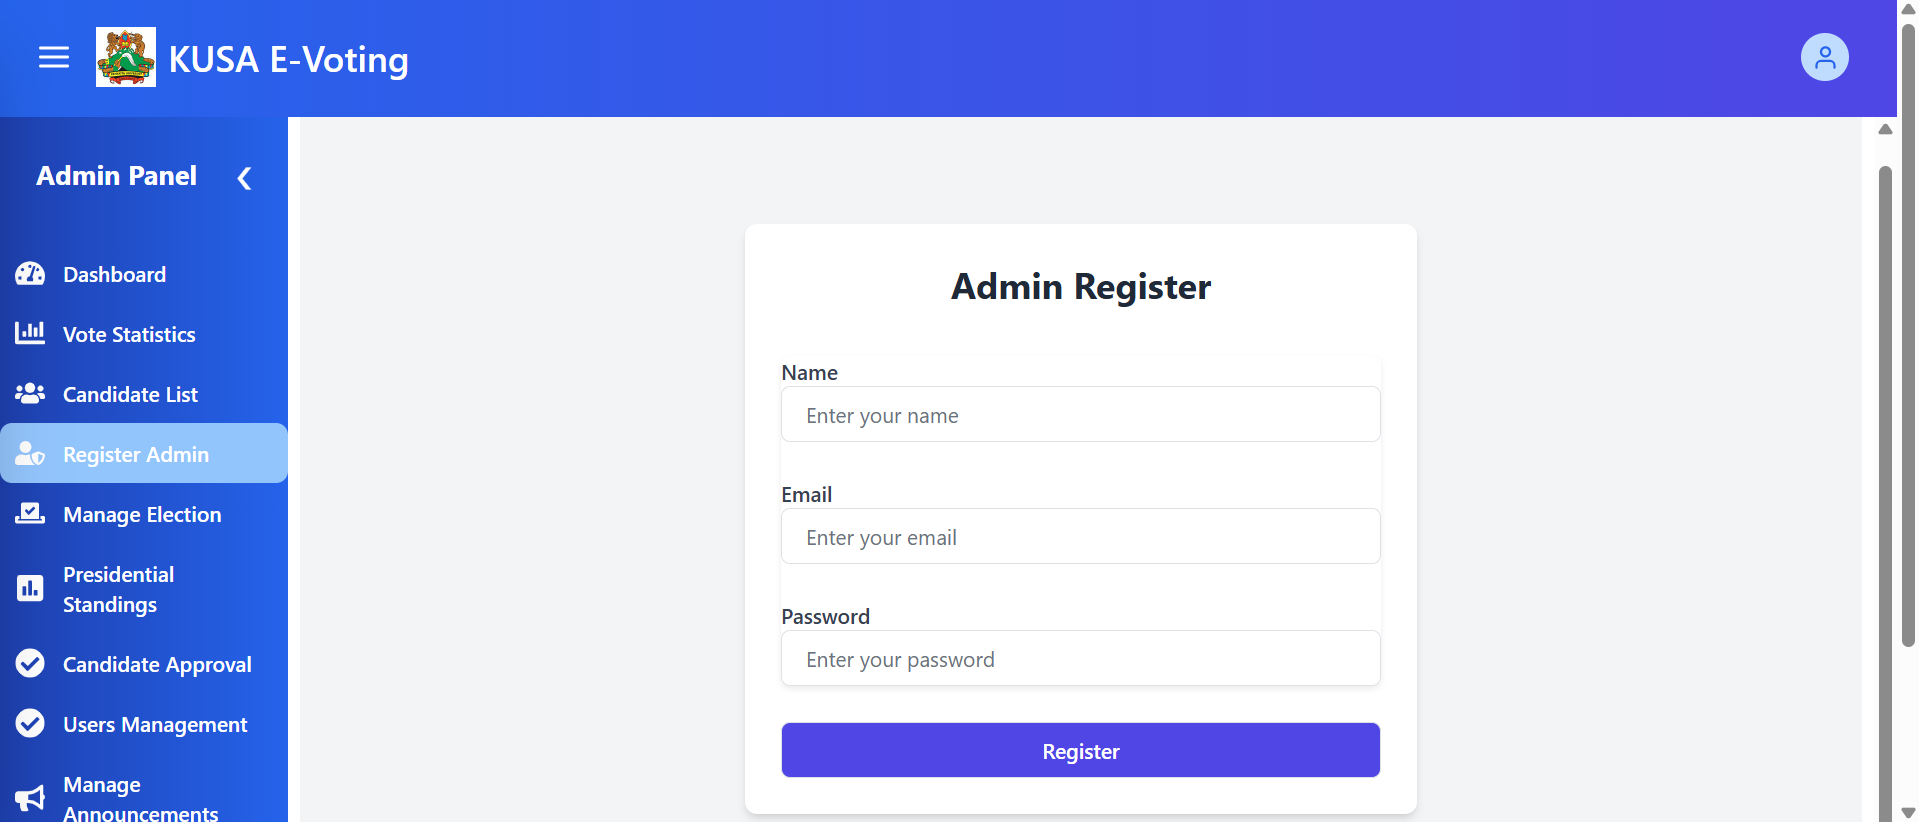 KUSA E-Voting
Admin Panel
Dashboard
Vote Statistics
Candidate List
Register Admin
Manage Election
Presidential
Standings
Candidate Approval
Users Management
Manage
Announcements
Admin Register
Name
Enter your name
Email
Enter your email
Password
Enter your password
Register